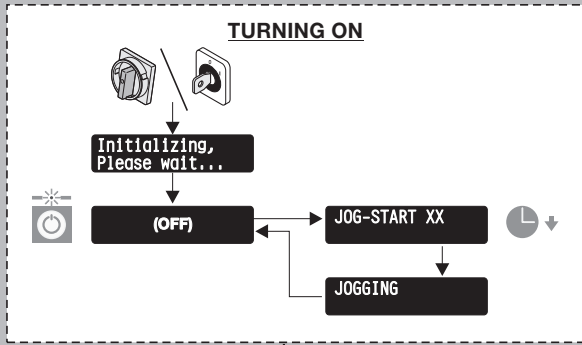 TURNING ON
Initializing,
Please wait...
(OFF)
JOG-START XX
JOGGING